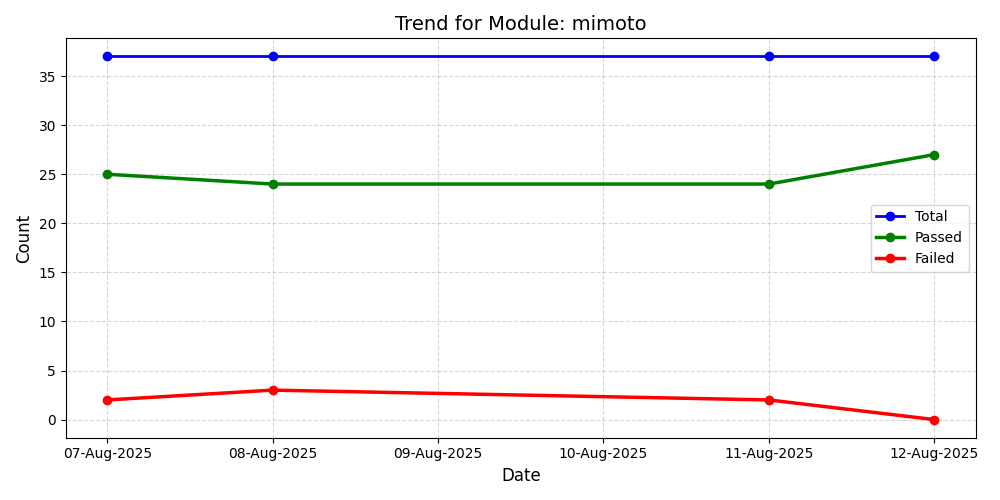 Trend for Module: mimoto
Count
35
30
25
20
15
10
5
0
Total
Passed
Failed
07-Aug-2025 08-Aug-2025 09-Aug-2025 10-Aug-2025 11-Aug-2025 12-Aug-2025
Date